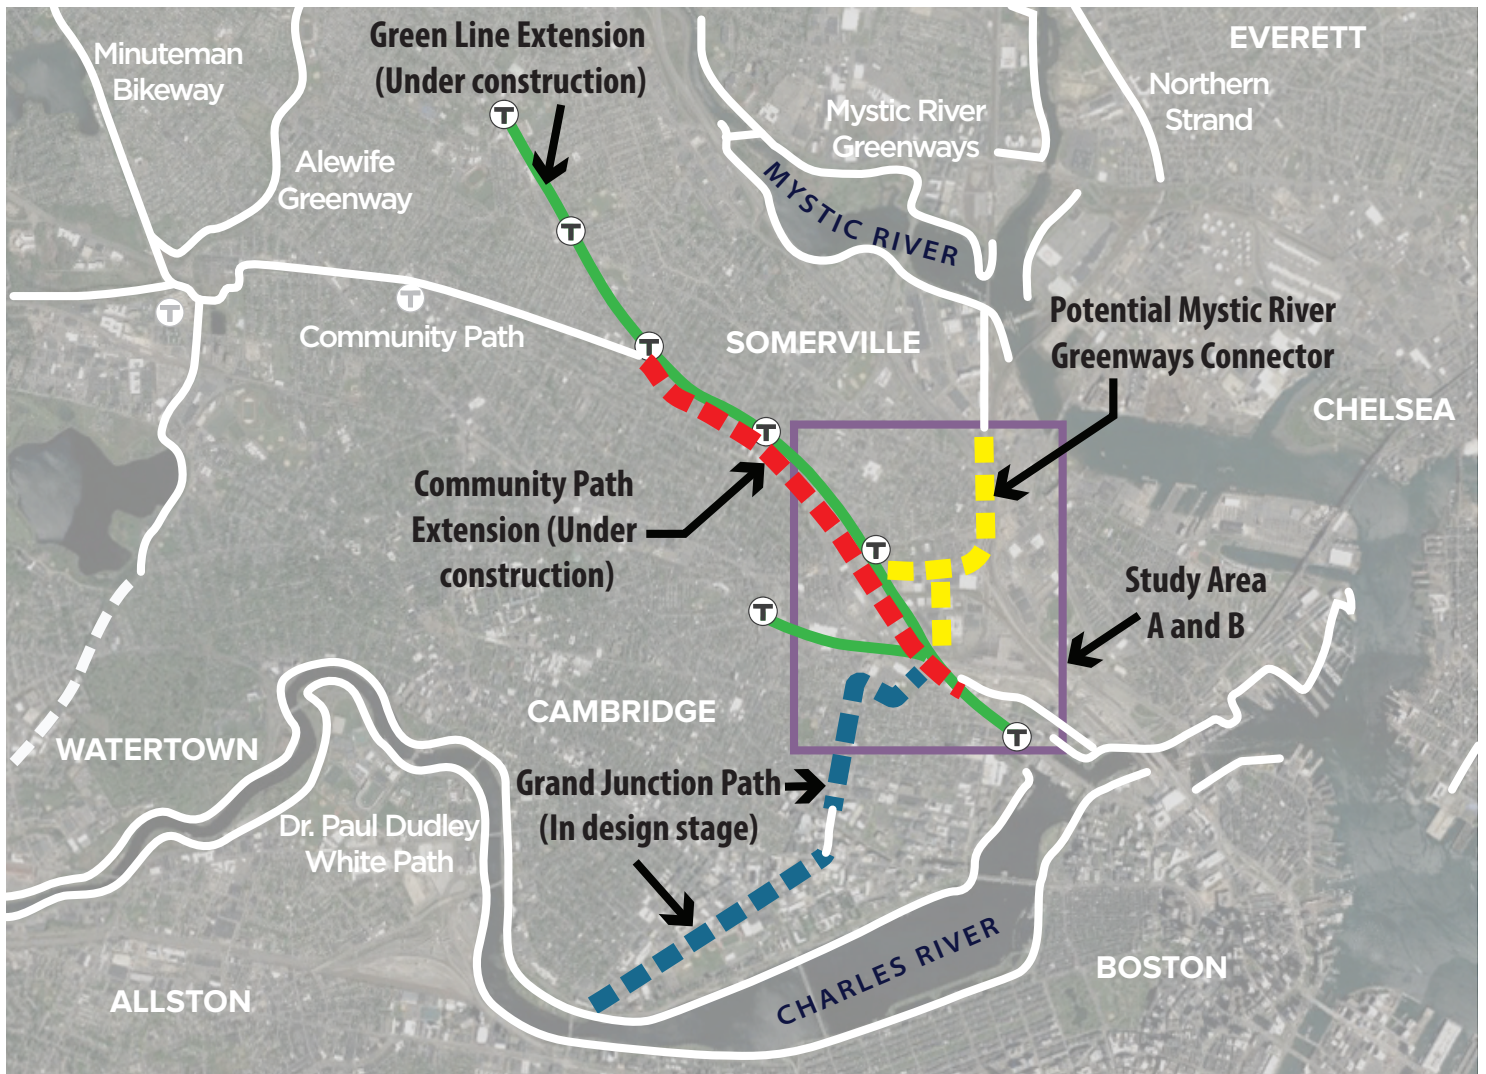 Green Line Extension
(Under construction)
EVERETT
Minuteman
Bikeway
Northern
Strand
Mystic River
Greenways
T
Alewife
Greenway
MYSTIC RIVER
T
T
T
Community Path
T
SOMERVILLE
Potential Mystic River
Greenways Connector
CHELSEA
T
Community Path
Extension (Under
construction)
T
Study Area
A and B
T
CAMBRIDGE
WATERTOWN
T
Grand Junction Path
(In design stage)
Dr. Paul Dudley
White Path
CHARLES RIVER
BOSTON
ALLSTON